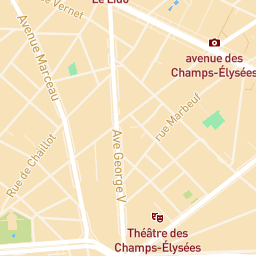 Le Lido
Vernet
Avenue Marceau
avenue des
Champs-Élysées
rue Marbeuf
Ave George V
Rue de Chaillot
Théâtre des
Champs-Élysées